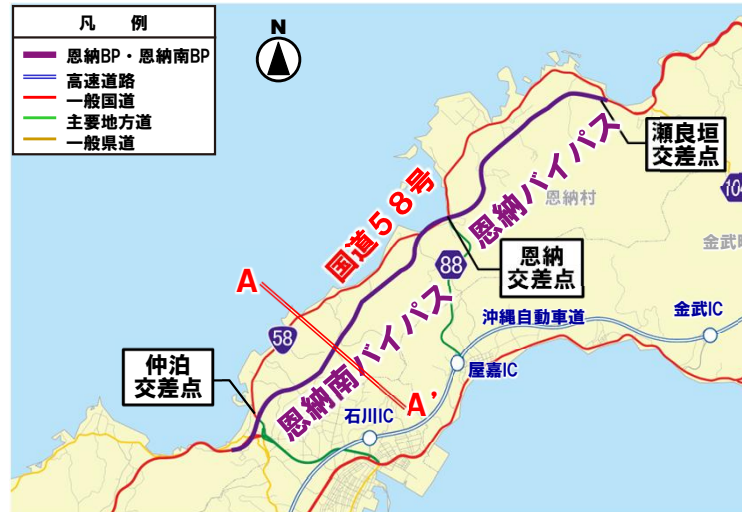 凡 例
恩納BP・恩納南BP
高速道路
一般国道
主要地方道
一般県道
N
瀬良垣
交差点
104
恩納村
金武町
恩納バイパス
国道58号
恩納
交差点
88
A
沖縄自動車道
金武IC
58
恩納南バイパス
仲泊
交差点
屋嘉IC
A'
石川IC